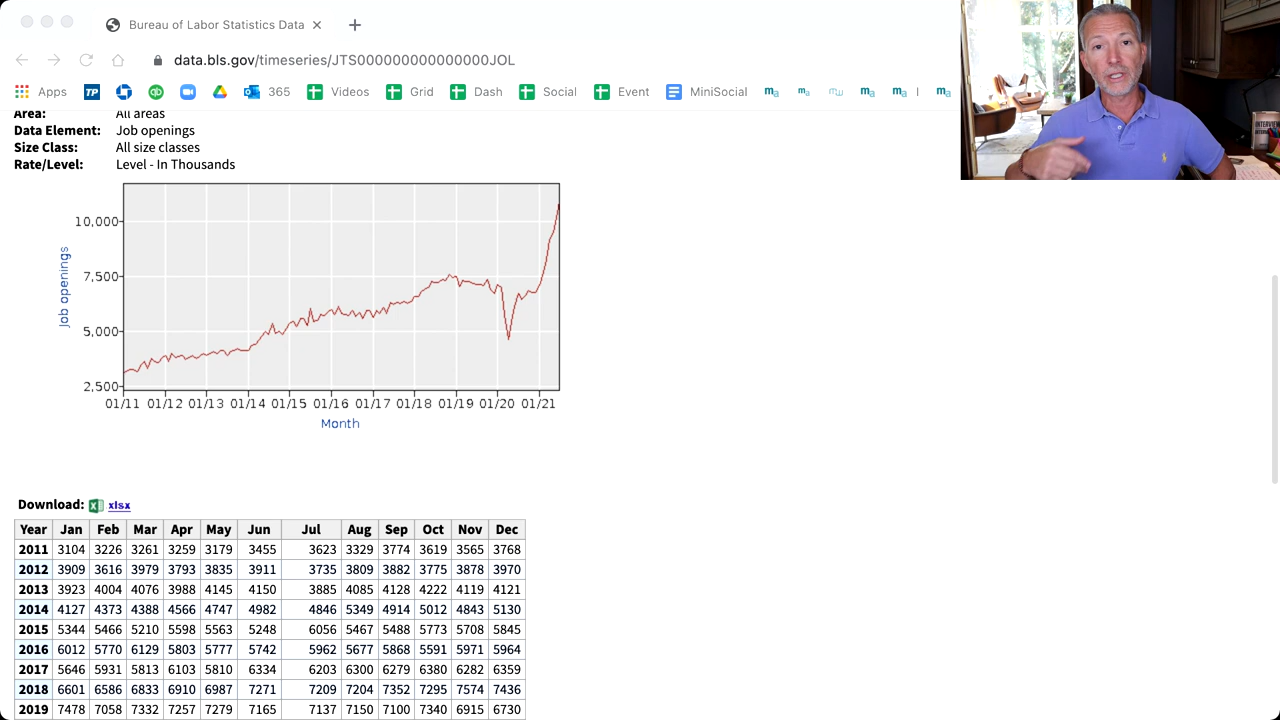 Bureau of Labor Statistics Data
data.bls.gov/timeseries/JTS000000000000000JOL
Apps TP 365 Videos Grid Dash Social Event MiniSocial ma ma ma ma I ma
Area: All areas
Data Element: Job openings
Size Class: All size classes
Rate/Level: Level - In Thousands
10,000
7,500
5,000
2,500
Job openings
01/11 01/12 01/13 01/14 01/15 01/16 01/17 01/18 01/19 01/20 01/21
Month
Download: xlsx
Year Jan Feb Mar Apr May Jun Jul Aug Sep Oct Nov Dec
2011 3104 3226 3261 3259 3179 3455 3623 3329 3774 3619 3565 3768
2012 3909 3616 3979 3793 3835 3911 3735 3809 3882 3775 3878 3970
2013 3923 4004 4076 3988 4145 4150 3885 4085 4128 4222 4119 4121
2014 4127 4373 4388 4566 4747 4982 4846 5349 4914 5012 4843 5130
2015 5344 5466 5210 5598 5563 5248 6056 5467 5488 5773 5708 5845
2016 6012 5770 6129 5803 5777 5742 5962 5677 5868 5591 5971 5964
2017 5646 5931 5813 6103 5810 6334 6203 6300 6279 6380 6282 6359
2018 6601 6586 6833 6910 6987 7271 7209 7204 7352 7295 7574 7436
2019 7478 7058 7332 7257 7279 7165 7137 7150 7100 7340 6915 6730